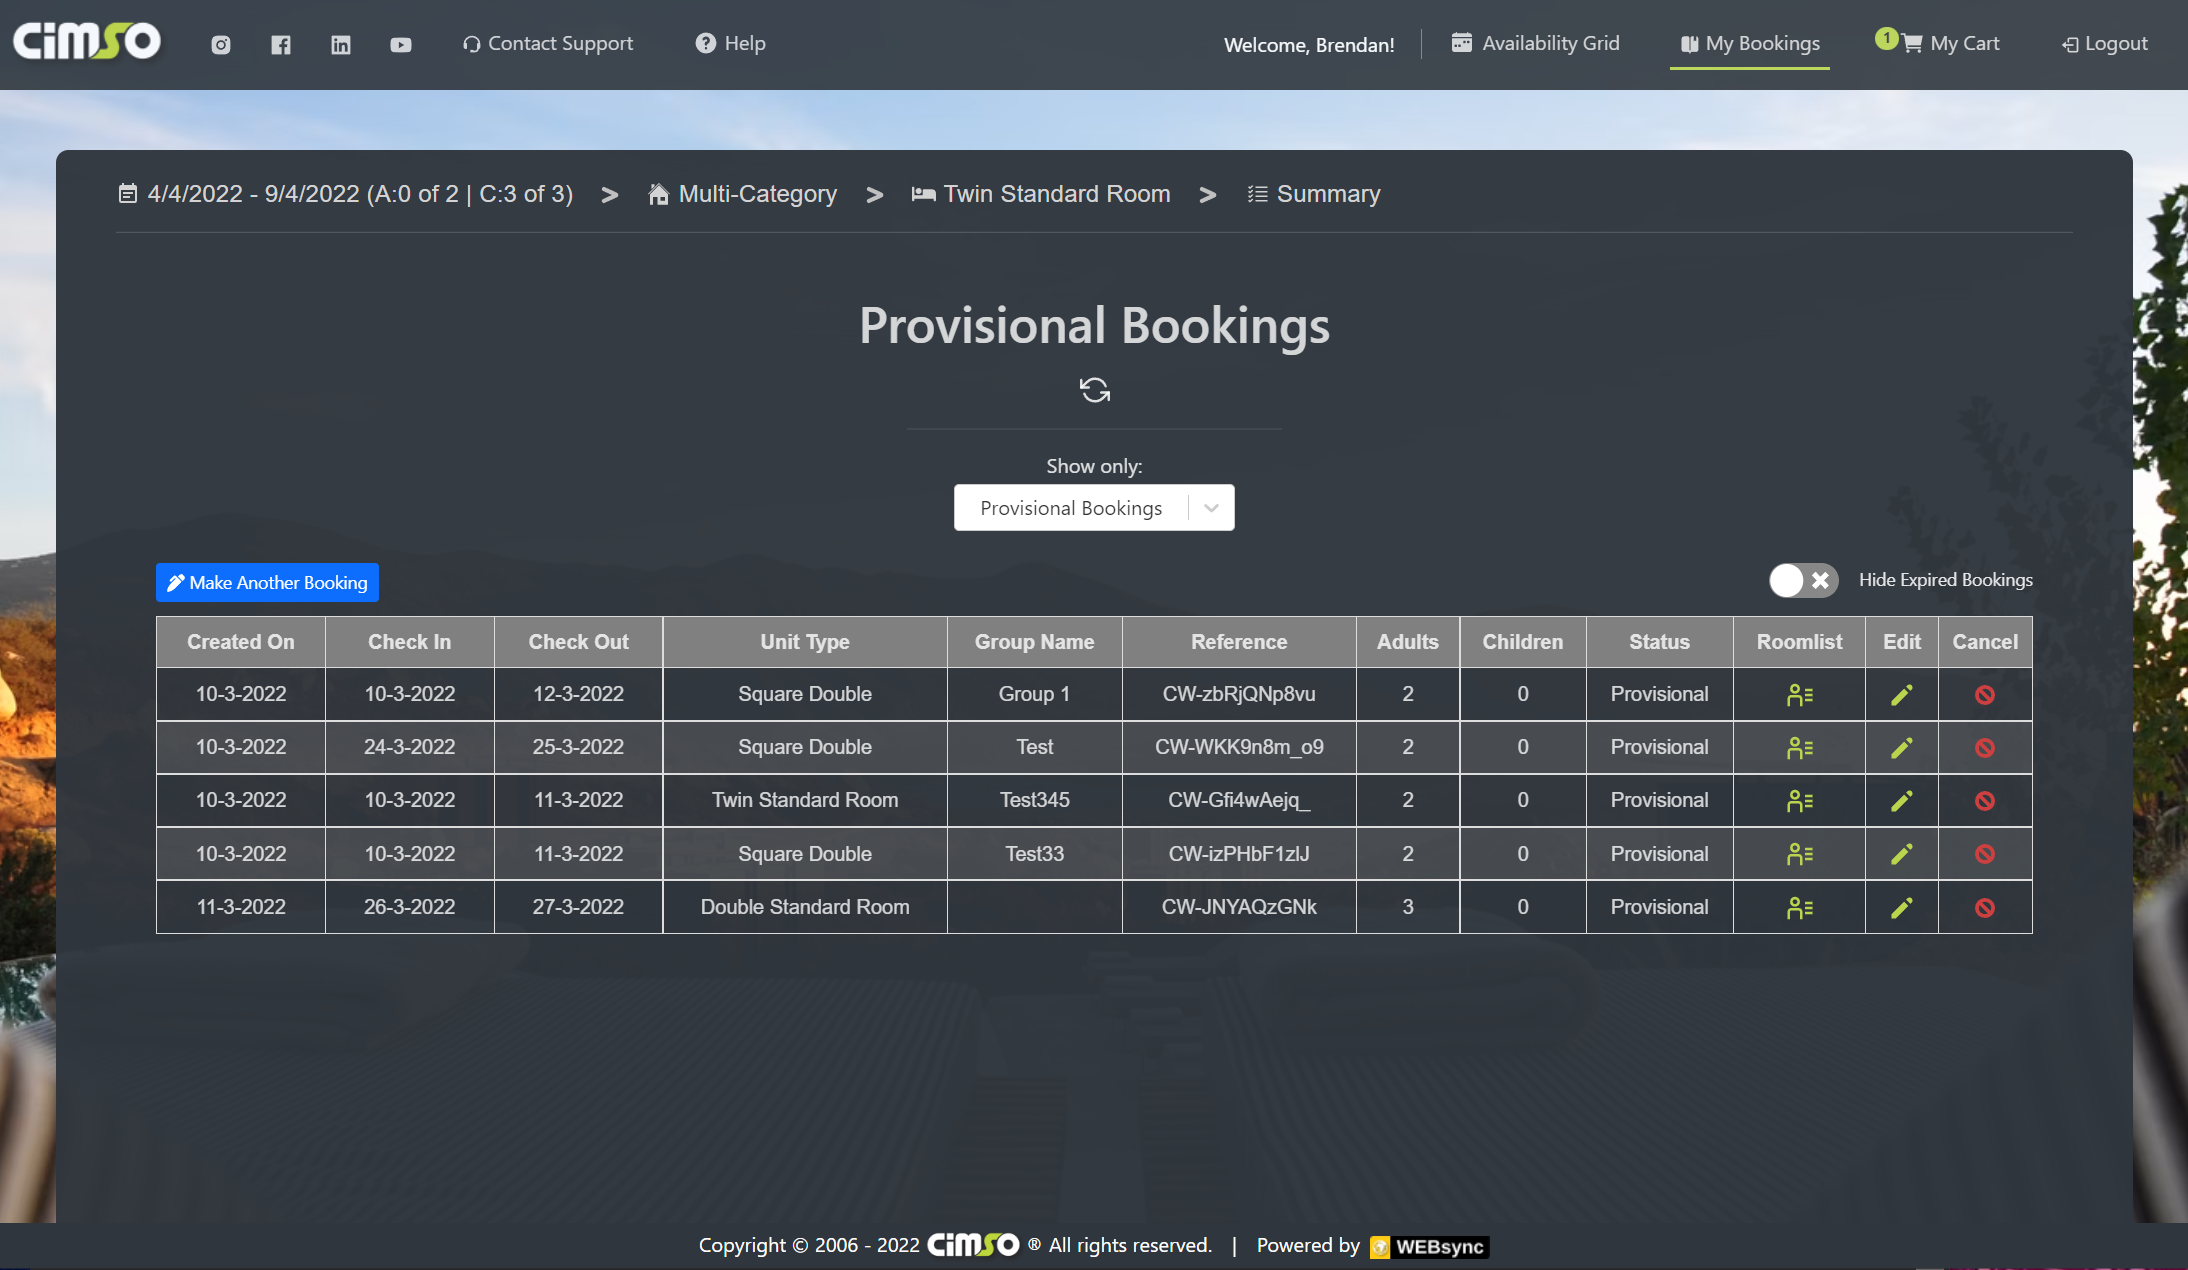 cimso Contact Support Help Welcome, Brendan! Availability Grid My Bookings 1 My Cart Logout
4/4/2022 - 9/4/2022 (A:0 of 2 | C:3 of 3) > Multi-Category > Twin Standard Room > Summary
Provisional Bookings
Show only:
Provisional Bookings
Make Another Booking Hide Expired Bookings
Created On Check In Check Out Unit Type Group Name Reference Adults Children Status Roomlist Edit Cancel
10-3-2022 10-3-2022 12-3-2022 Square Double Group 1 CW-zbRjQNp8vu 2 0 Provisional
10-3-2022 24-3-2022 25-3-2022 Square Double Test CW-WKK9n8m_o9 2 0 Provisional
10-3-2022 10-3-2022 11-3-2022 Twin Standard Room Test345 CW-Gfi4wAejq_ 2 0 Provisional
10-3-2022 10-3-2022 11-3-2022 Square Double Test33 CW-izPHbF1zlJ 2 0 Provisional
11-3-2022 26-3-2022 27-3-2022 Double Standard Room CW-JNYAQzGNk 3 0 Provisional
Copyright © 2006 - 2022 cimso ® All rights reserved. | Powered by WEBsync